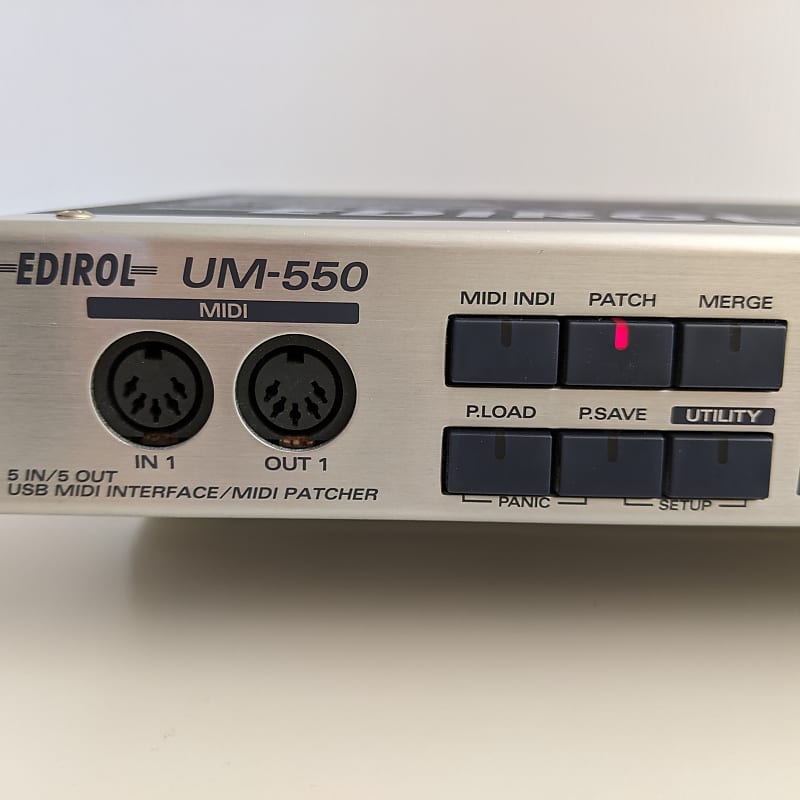 EDIROL
EDIROL UM-550
MIDI
IN 1 OUT 1
5 IN/5 OUT
USB MIDI INTERFACE/MIDI PATCHER
MIDI INDI PATCH MERGE
P.LOAD P.SAVE UTILITY
PANIC SETUP